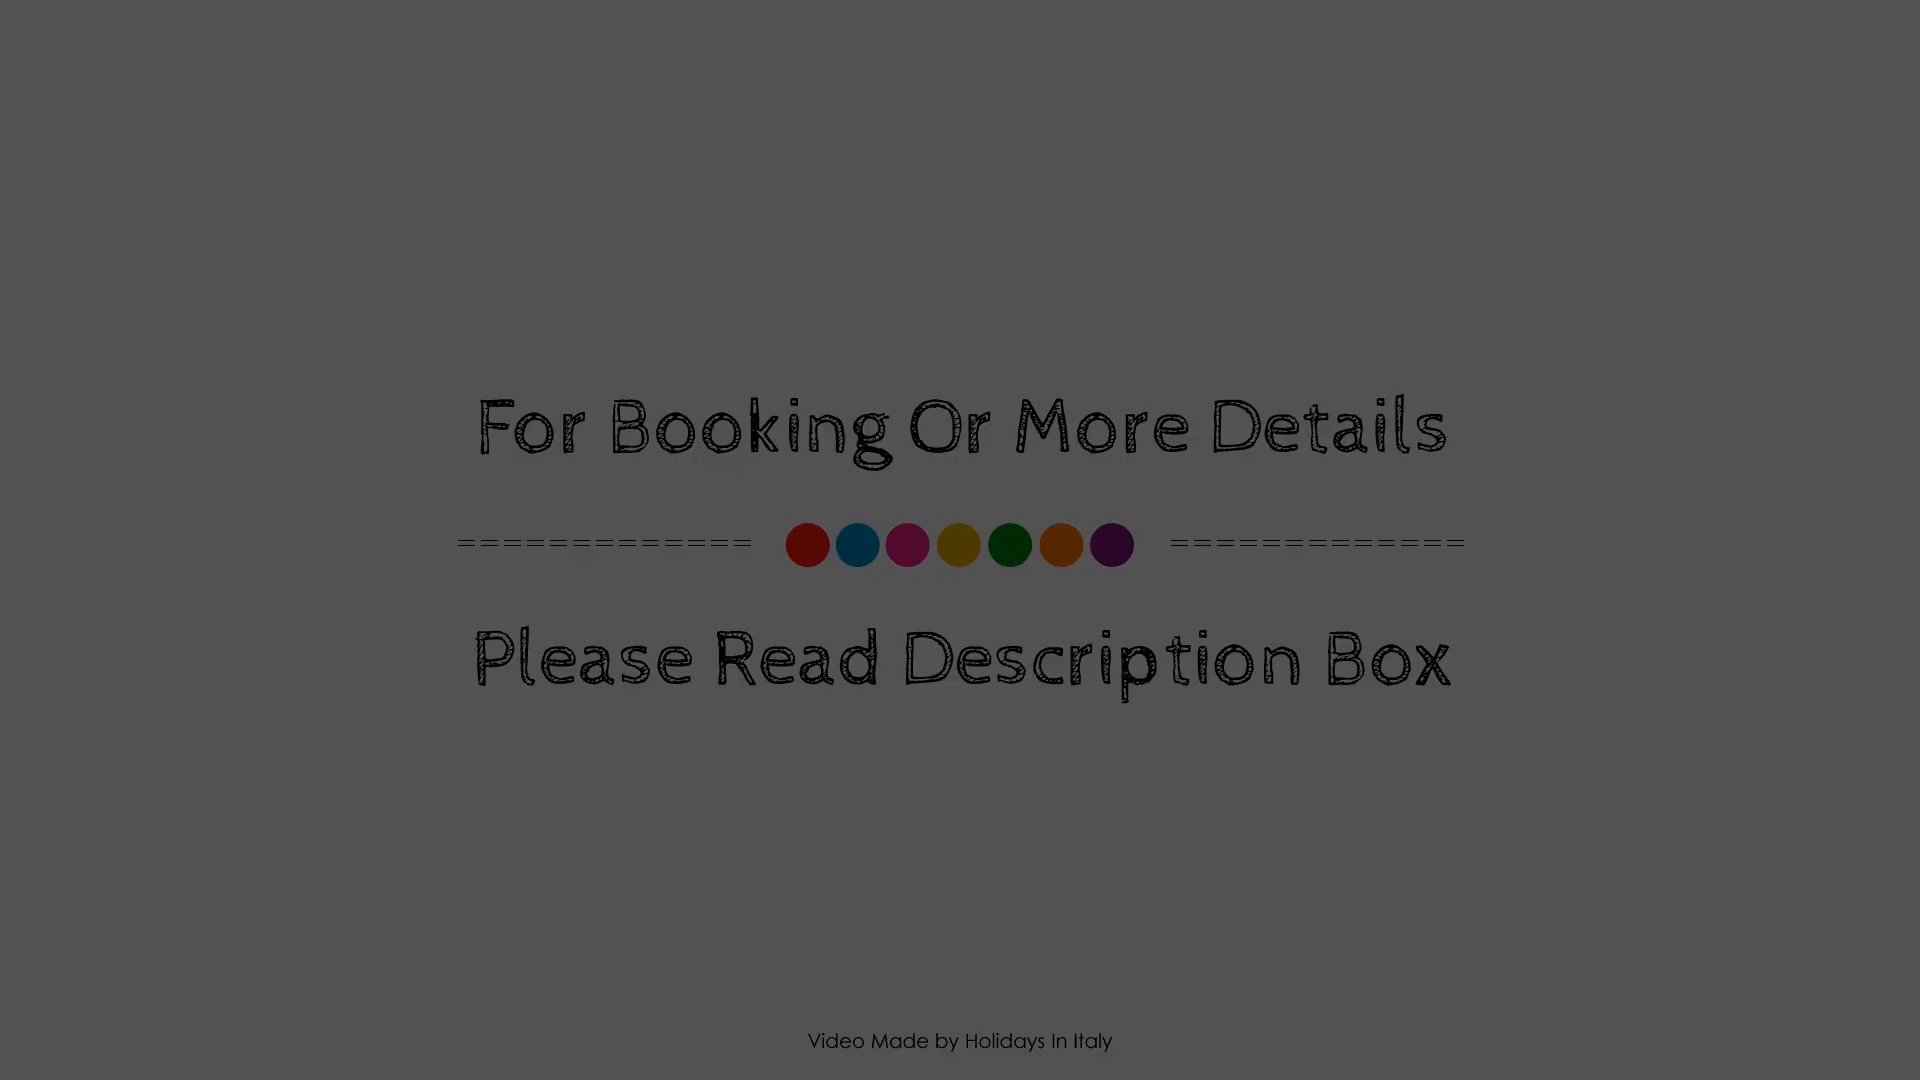 For Booking Or More Details
============= =============
Please Read Description Box
Video Made by Holidays In Italy